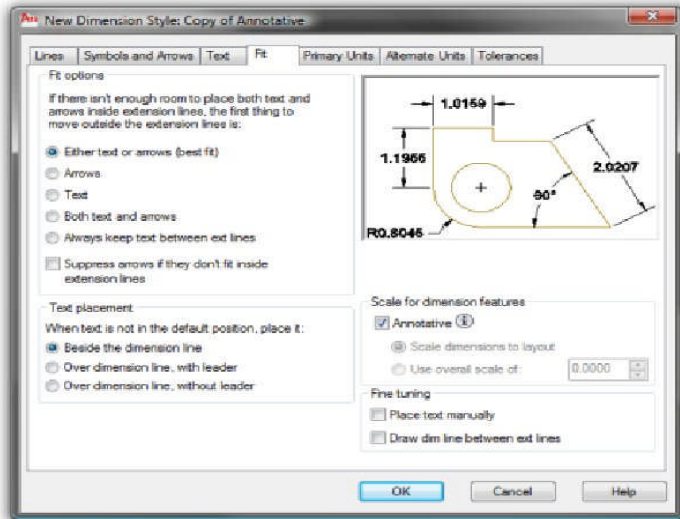 New Dimension Style: Copy of Annotative
Lines
Symbols and Arrows
Text
Fit
Primary Units
Alternate Units
Tolerances
Fit options
If there isn't enough room to place both text and
arrows inside extension lines, the first thing to
move outside the extension lines is:
Either text or arrows (best fit)
Arrows
Text
Both text and arrows
Always keep text between ext lines
Suppress arrows if they don't fit inside
extension lines
Text placement
When text is not in the default position, place it:
Beside the dimension line
Over dimension line, with leader
Over dimension line, without leader
1.0159
1.1966
2.0207
R0.8045
Scale for dimension features
Annotative
Scale dimensions to layout
Use overall scale of:
0.0000
Fine tuning
Place text manually
Draw dim line between ext lines
OK
Cancel
Help